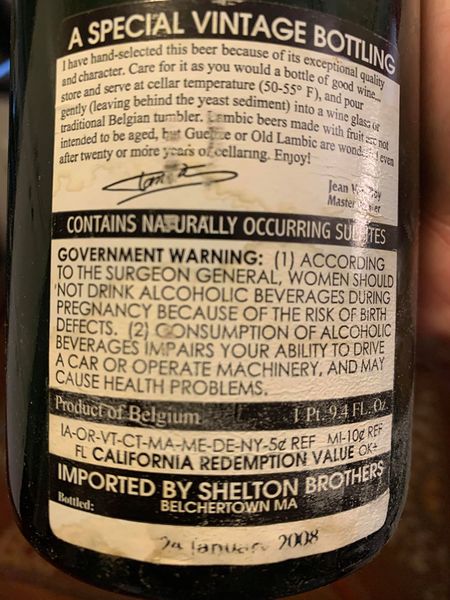 A SPECIAL VINTAGE BOTTLING
I have hand-selected this beer because of its exceptional quality
and character. Care for it as you would a bottle of good wine
store and serve at cellar temperature (50-55° F), and pour
gently (leaving behind the yeast sediment) into a wine glass or
traditional Belgian tumbler. Lambic beers made with fruit are not
intended to be aged, but Gueuze or Old Lambic are even
after twenty or more years of cellaring. Enjoy!
Jean
Master
CONTAINS NATURALLY OCCURRING SULFITES
GOVERNMENT WARNING: (1) ACCORDING
TO THE SURGEON GENERAL, WOMEN SHOULD
NOT DRINK ALCOHOLIC BEVERAGES DURING
PREGNANCY BECAUSE OF THE RISK OF BIRTH
DEFECTS. (2) CONSUMPTION OF ALCOHOLIC
BEVERAGES IMPAIRS YOUR ABILITY TO DRIVE
A CAR OR OPERATE MACHINERY, AND MAY
CAUSE HEALTH PROBLEMS.
Product of Belgium 1 Pt. 9.4 FL. Oz
IA-OR-VT-CT-MA-ME-DE-NY-5¢ REF MI-10¢ REF
FL CALIFORNIA REDEMPTION VALUE OK+
IMPORTED BY SHELTON BROTHERS
BELCHERTOWN MA
Bottled:
24 January 2008